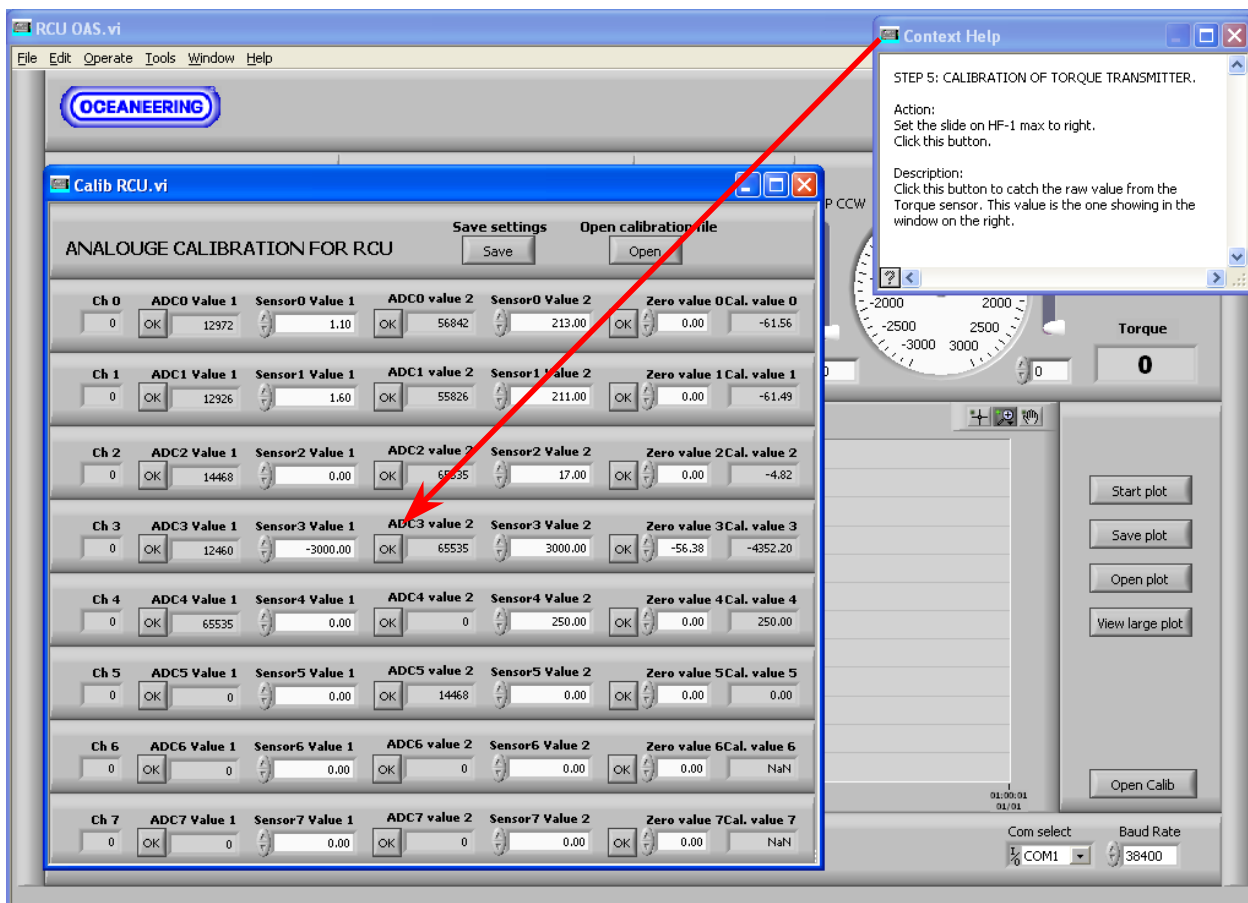 RCU OAS.vi
File Edit Operate Tools Window Help
OCEANEERING
Context Help
STEP 5: CALIBRATION OF TORQUE TRANSMITTER.
Action:
Set the slide on HF-1 max to right.
Click this button.
Description:
Click this button to catch the raw value from the
Torque sensor. This value is the one showing in the
window on the right.
?
Calib RCU.vi
ANALOUGE CALIBRATION FOR RCU
Save settings Open calibration file
Save Open
Ch 0 ADC0 Value 1 Sensor0 Value 1 ADC0 value 2 Sensor0 Value 2 Zero value 0 Cal. value 0
0 OK 12972 1.10 OK 56842 213.00 OK 0.00 -61.56
Ch 1 ADC1 Value 1 Sensor1 Value 1 ADC1 value 2 Sensor1 Value 2 Zero value 1 Cal. value 1
0 OK 12926 1.60 OK 55826 211.00 OK 0.00 -61.49
Ch 2 ADC2 Value 1 Sensor2 Value 1 ADC2 value 2 Sensor2 Value 2 Zero value 2 Cal. value 2
0 OK 14468 0.00 OK 65535 17.00 OK 0.00 -4.82
Ch 3 ADC3 Value 1 Sensor3 Value 1 ADC3 value 2 Sensor3 Value 2 Zero value 3 Cal. value 3
0 OK 12460 -3000.00 OK 65535 3000.00 OK -56.38 -4352.20
Ch 4 ADC4 Value 1 Sensor4 Value 1 ADC4 value 2 Sensor4 Value 2 Zero value 4 Cal. value 4
0 OK 65535 0.00 OK 0 250.00 OK 0.00 250.00
Ch 5 ADC5 Value 1 Sensor5 Value 1 ADC5 value 2 Sensor5 Value 2 Zero value 5 Cal. value 5
0 OK 0 0.00 OK 14468 0.00 OK 0.00 0.00
Ch 6 ADC6 Value 1 Sensor6 Value 1 ADC6 value 2 Sensor6 Value 2 Zero value 6 Cal. value 6
0 OK 0 0.00 OK 0 0.00 OK 0.00 NaN
Ch 7 ADC7 Value 1 Sensor7 Value 1 ADC7 value 2 Sensor7 Value 2 Zero value 7 Cal. value 7
0 OK 0 0.00 OK 0 0.00 OK 0.00 NaN
P CCW
-2000 2000
-2500 2500
-3000 3000
0
Torque
0
Start plot
Save plot
Open plot
View large plot
Open Calib
01:00:01
01/01
Com select Baud Rate
COM1 38400